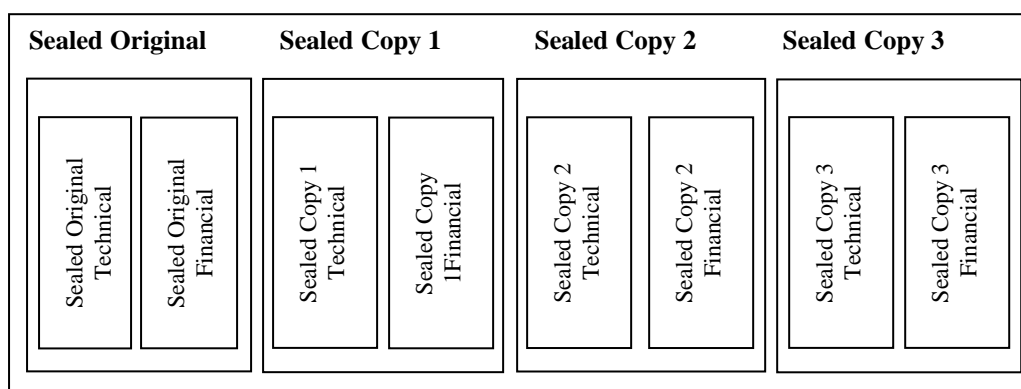 Sealed Original
Sealed Copy 1
Sealed Copy 2
Sealed Copy 3
Sealed Original
Technical
Sealed Original
Financial
Sealed Copy 1
Technical
Sealed Copy
1Financial
Sealed Copy 2
Technical
Sealed Copy 2
Financial
Sealed Copy 3
Technical
Sealed Copy 3
Financial